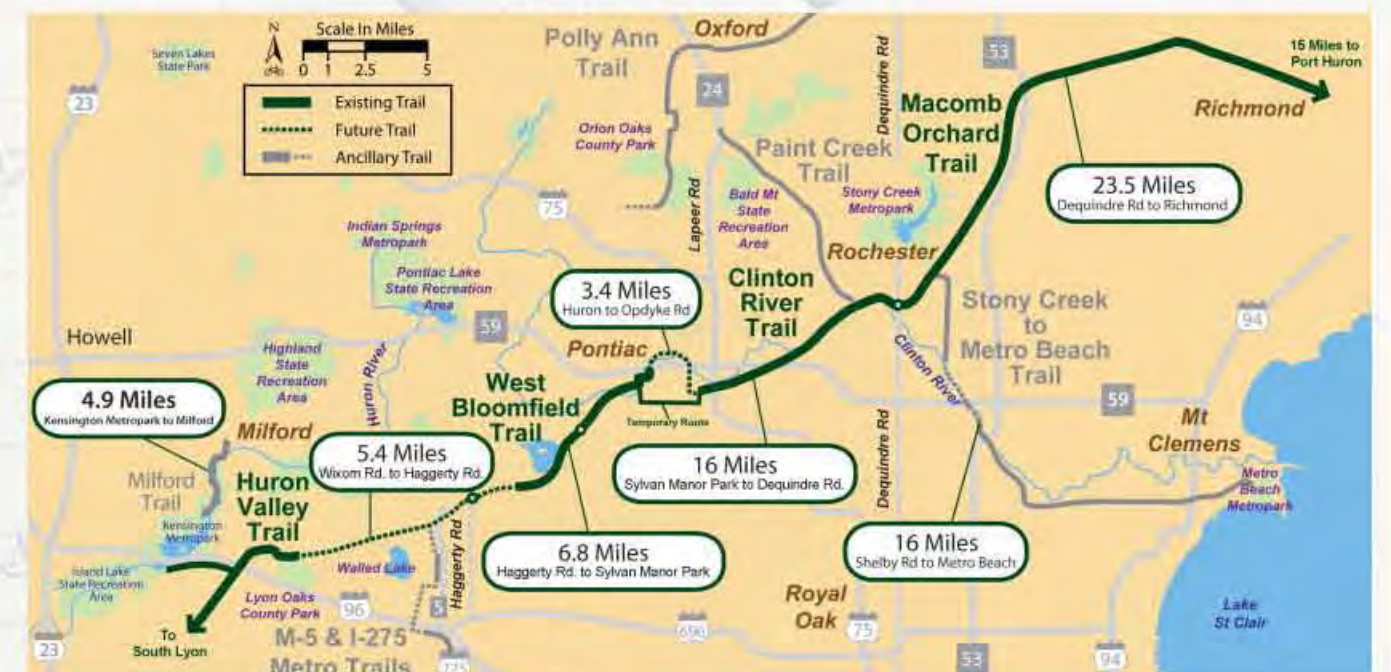 Oxford
N
Scale In Miles
0 1 2.5 5
Polly Ann
Trail
Dequindre Rd
53
15 Miles to
Port Huron
Seven Lakes
State Park
23
24
Existing Trail
Future Trail
Ancillary Trail
Macomb
Orchard
Trail
Richmond
Orion Oaks
County Park
Paint Creek
Trail
23.5 Miles
Dequindre Rd to Richmond
75
Lapeer Rd
Bald Mt
State
Recreation
Area
Stony Creek
Metropark
Indian Springs
Metropark
Rochester
Pontiac Lake
State Recreation
Area
3.4 Miles
Huron to Opdyke Rd
Clinton
River
Trail
Stony Creek
to
Metro Beach
Trail
94
Howell
59
Pontiac
Highland
State
Recreation
Area
Huron River
Clinton River
West
Bloomfield
Trail
59
4.9 Miles
Kensington Metropark to Milford
Temporary Route
Mt
Clemens
Milford
5.4 Miles
Wixom Rd. to Haggerty Rd.
16 Miles
Sylvan Manor Park to Dequindre Rd.
Dequindre Rd
Milford
Trail
Huron
Valley
Trail
Metro
Beach
Metropark
Kensington
Metropark
Haggerty Rd
6.8 Miles
Haggerty Rd. to Sylvan Manor Park
16 Miles
Shelby Rd to Metro Beach
Island Lake
State Recreation
Area
Walled Lake
Lyon Oaks
County Park
96
5
Royal
Oak
Lake
St Clair
To
South Lyon
23
M-5 & I-275
Metro Trails
275
696
75
53
94